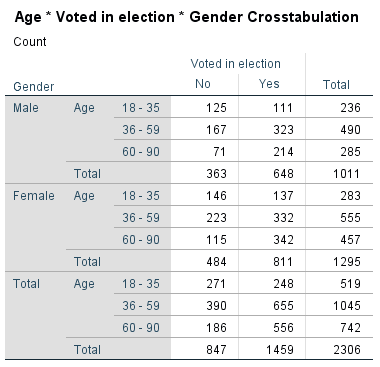 Age * Voted in election * Gender Crosstabulation
Count
Voted in election
Gender No Yes Total
Male Age 18 - 35 125 111 236
36 - 59 167 323 490
60 - 90 71 214 285
Total 363 648 1011
Female Age 18 - 35 146 137 283
36 - 59 223 332 555
60 - 90 115 342 457
Total 484 811 1295
Total Age 18 - 35 271 248 519
36 - 59 390 655 1045
60 - 90 186 556 742
Total 847 1459 2306